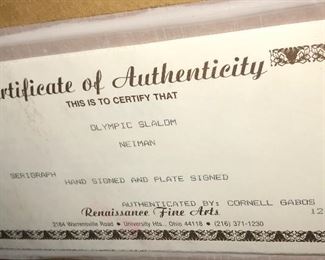 rtificate of Authenticity
THIS IS TO CERTIFY THAT
OLYMPIC SLALOM
NEIMAN
SERIGRAPH HAND SIGNED AND PLATE SIGNED
AUTHENTICATED BY: CORNELL GABOS
Renaissance Fine Arts 12
2184 Warrensville Road • University Hts., Ohio 44118 • (216) 371-1230